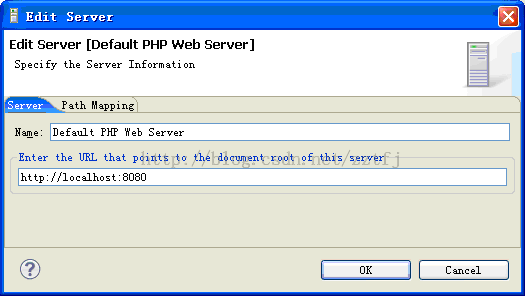 Edit Server
Edit Server [Default PHP Web Server]
Specify the Server Information
Server
Path Mapping
Name: Default PHP Web Server
Enter the URL that points to the document root of this server
http://blog.csdn.net/zztfj
http://localhost:8080
?
OK
Cancel